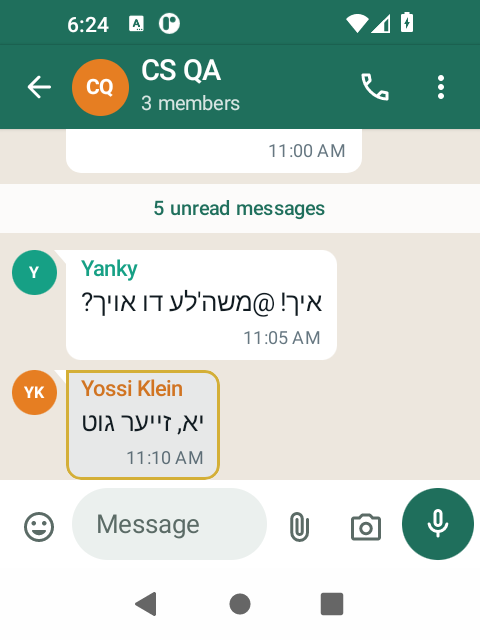 6:24
A
CQ
CS QA
3 members
11:00 AM
5 unread messages
Y
Yanky
איך! @משה'לע דו אויך?
11:05 AM
YK
Yossi Klein
יא, זייער גוט
11:10 AM
Message